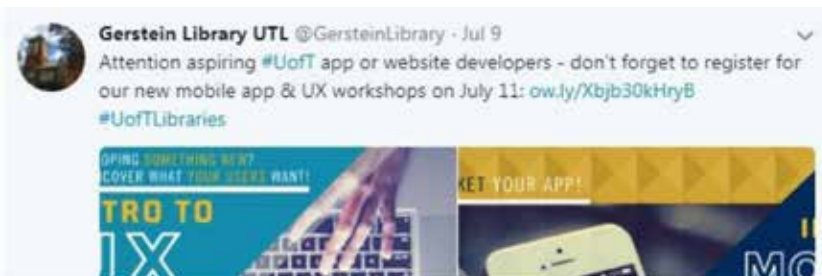 Gerstein Library UTL @GersteinLibrary · Jul 9
Attention aspiring #UofT app or website developers - don't forget to register for
our new mobile app & UX workshops on July 11: ow.ly/Xbjb30kHryB
#UofTLibraries
OPING SOMETHING NEW?
COVER WHAT YOUR USERS WANT!
TRO TO
UX
KET YOUR APP!
I
MO